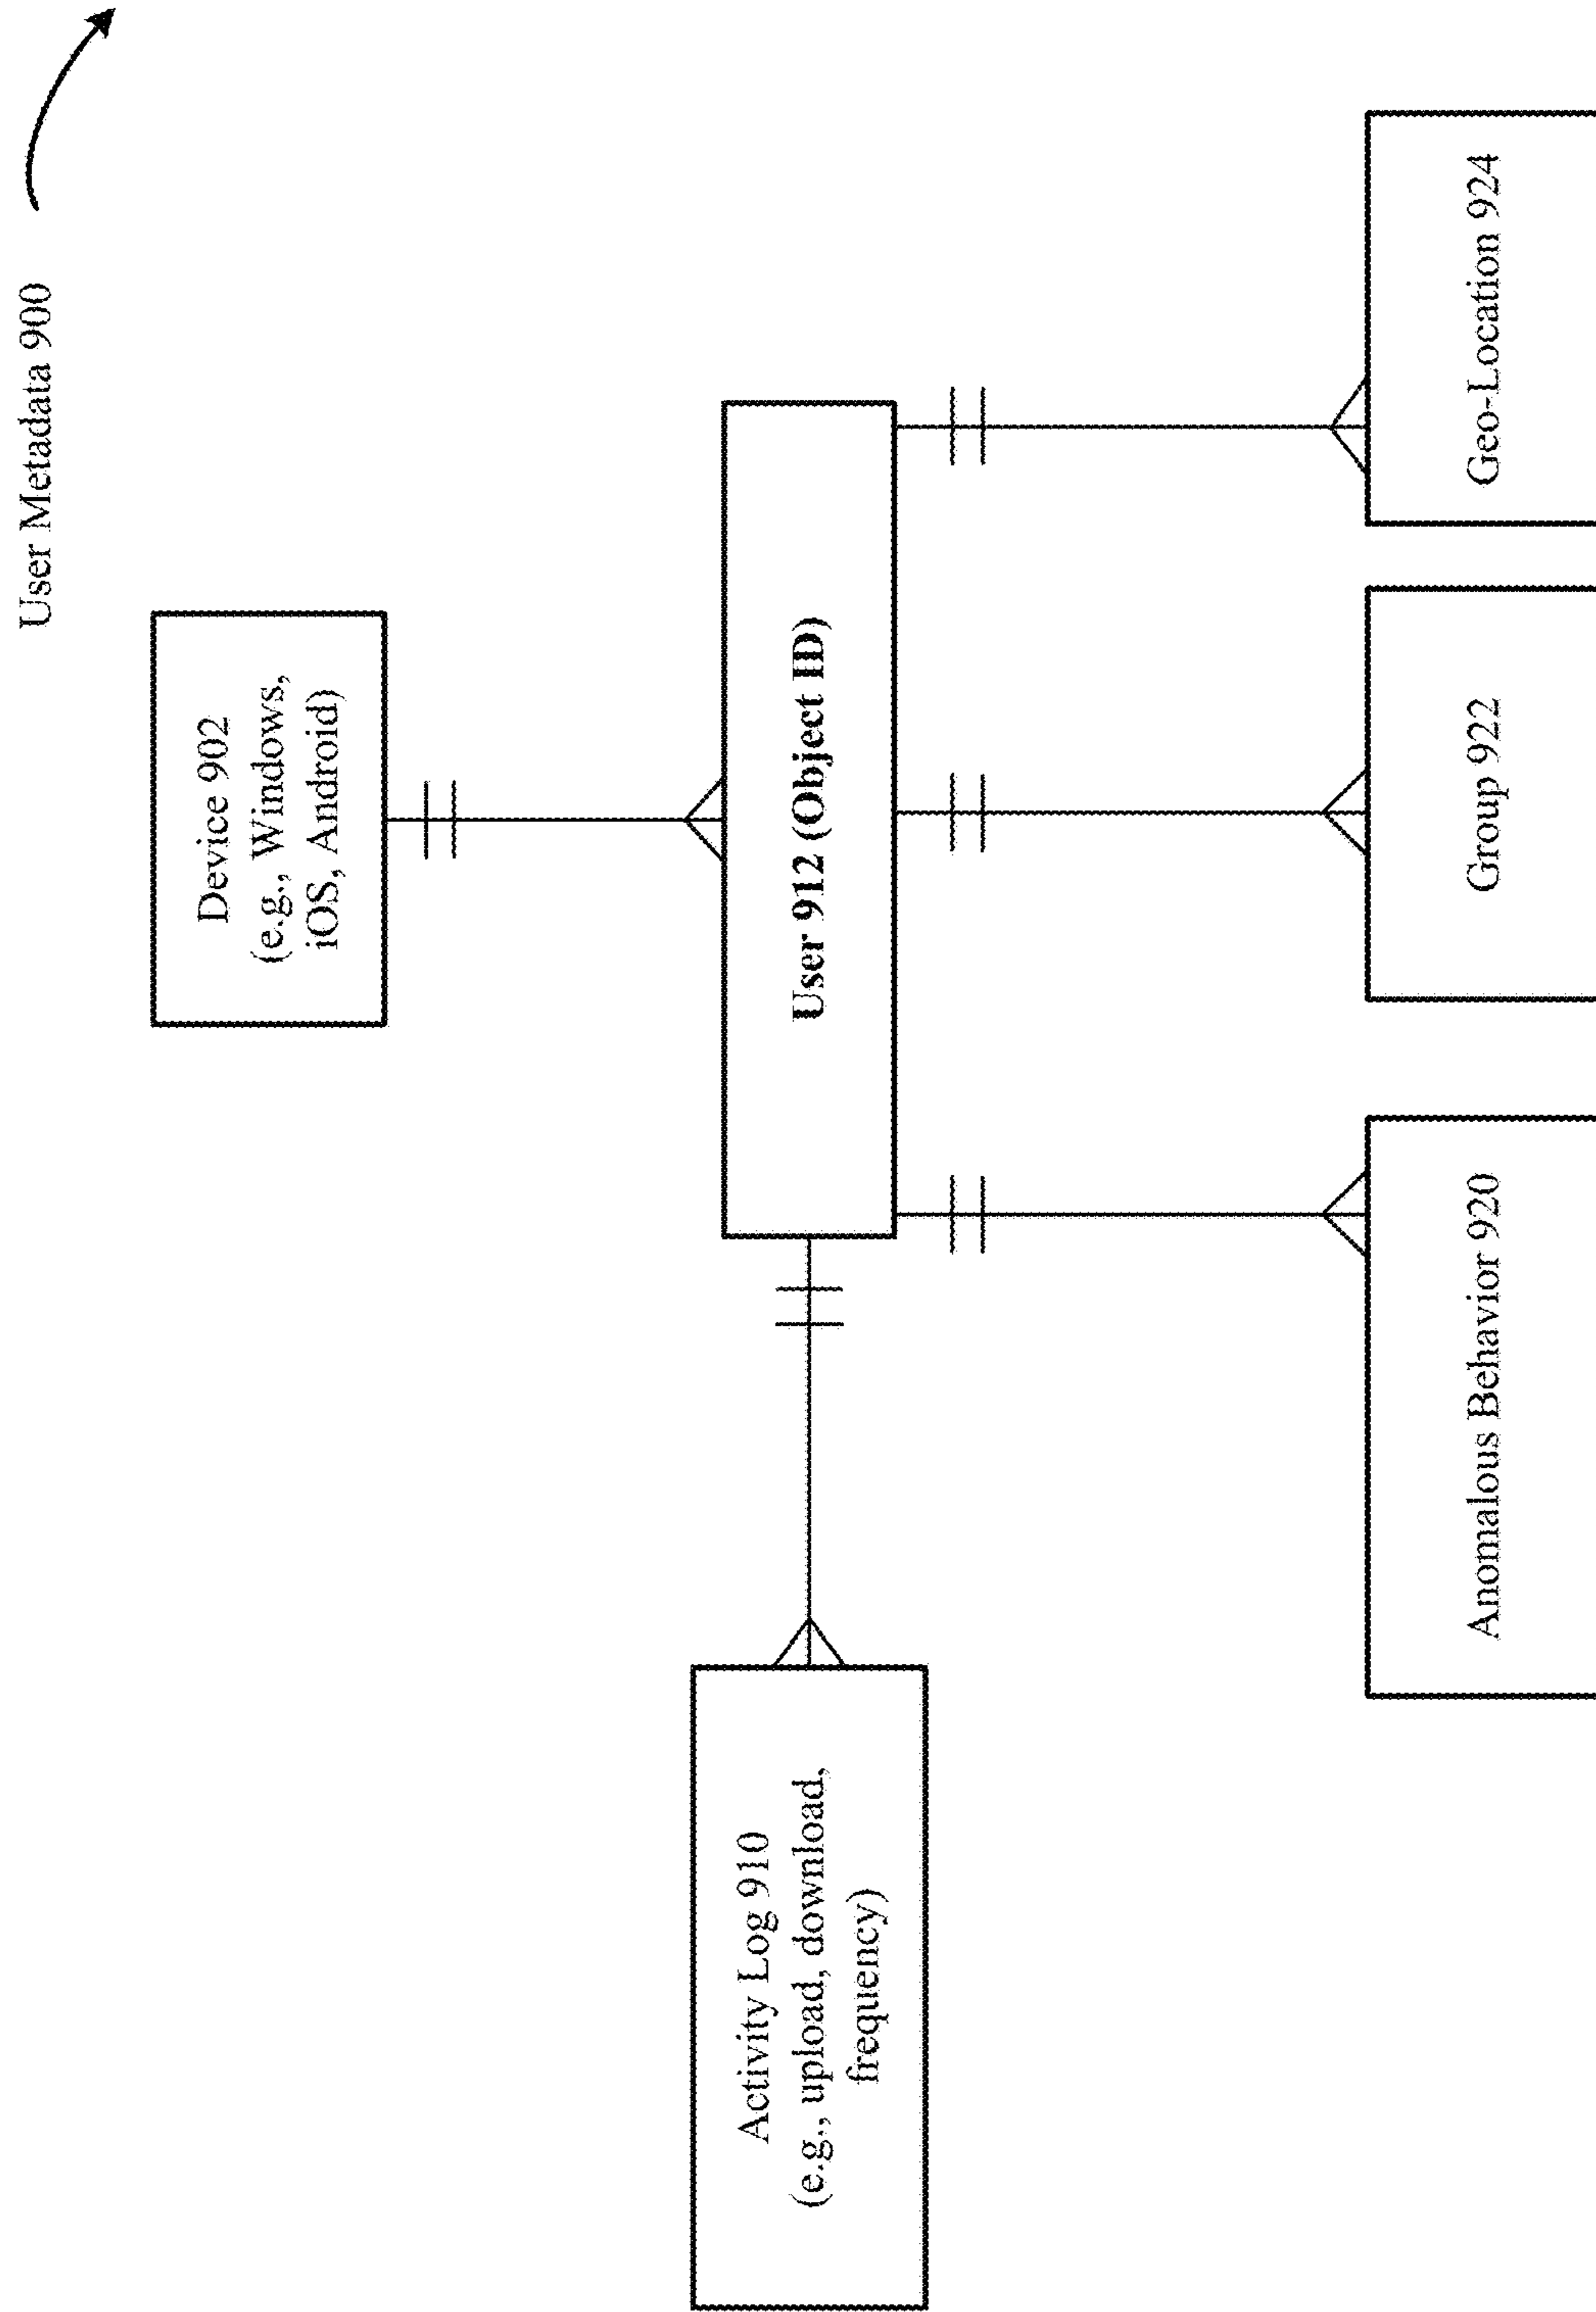 User Metadata 900
Device 902
(e.g., Windows,
iOS, Android)
Activity Log 910
(e.g., upload, download,
frequency)
User 912 (Object ID)
Anomalous Behavior 920
Group 922
Geo-Location 924